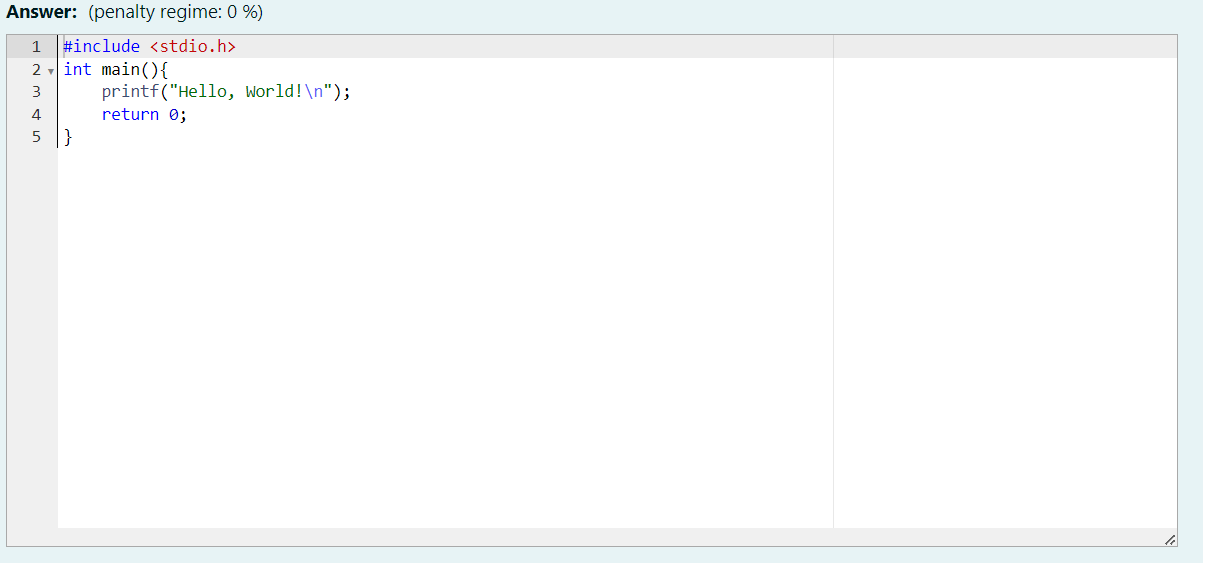 Answer: (penalty regime: 0 %)
1 #include <stdio.h>
2 int main(){
3     printf("Hello, World!\n");
4     return 0;
5 }